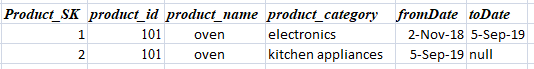 Product_SK product_id product_name product_category fromDate toDate
1 101 oven electronics 2-Nov-18 5-Sep-19
2 101 oven kitchen appliances 5-Sep-19 null